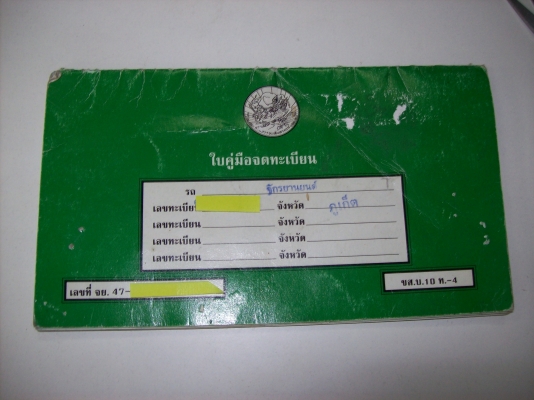 ใบคู่มือจดทะเบียน
รถ จักรยานยนต์
เลขทะเบียน จังหวัด ภูเก็ต
เลขทะเบียน จังหวัด
เลขทะเบียน จังหวัด
เลขทะเบียน จังหวัด
เลขที่ จย. 47-
ขส.บ.10 ท.-4